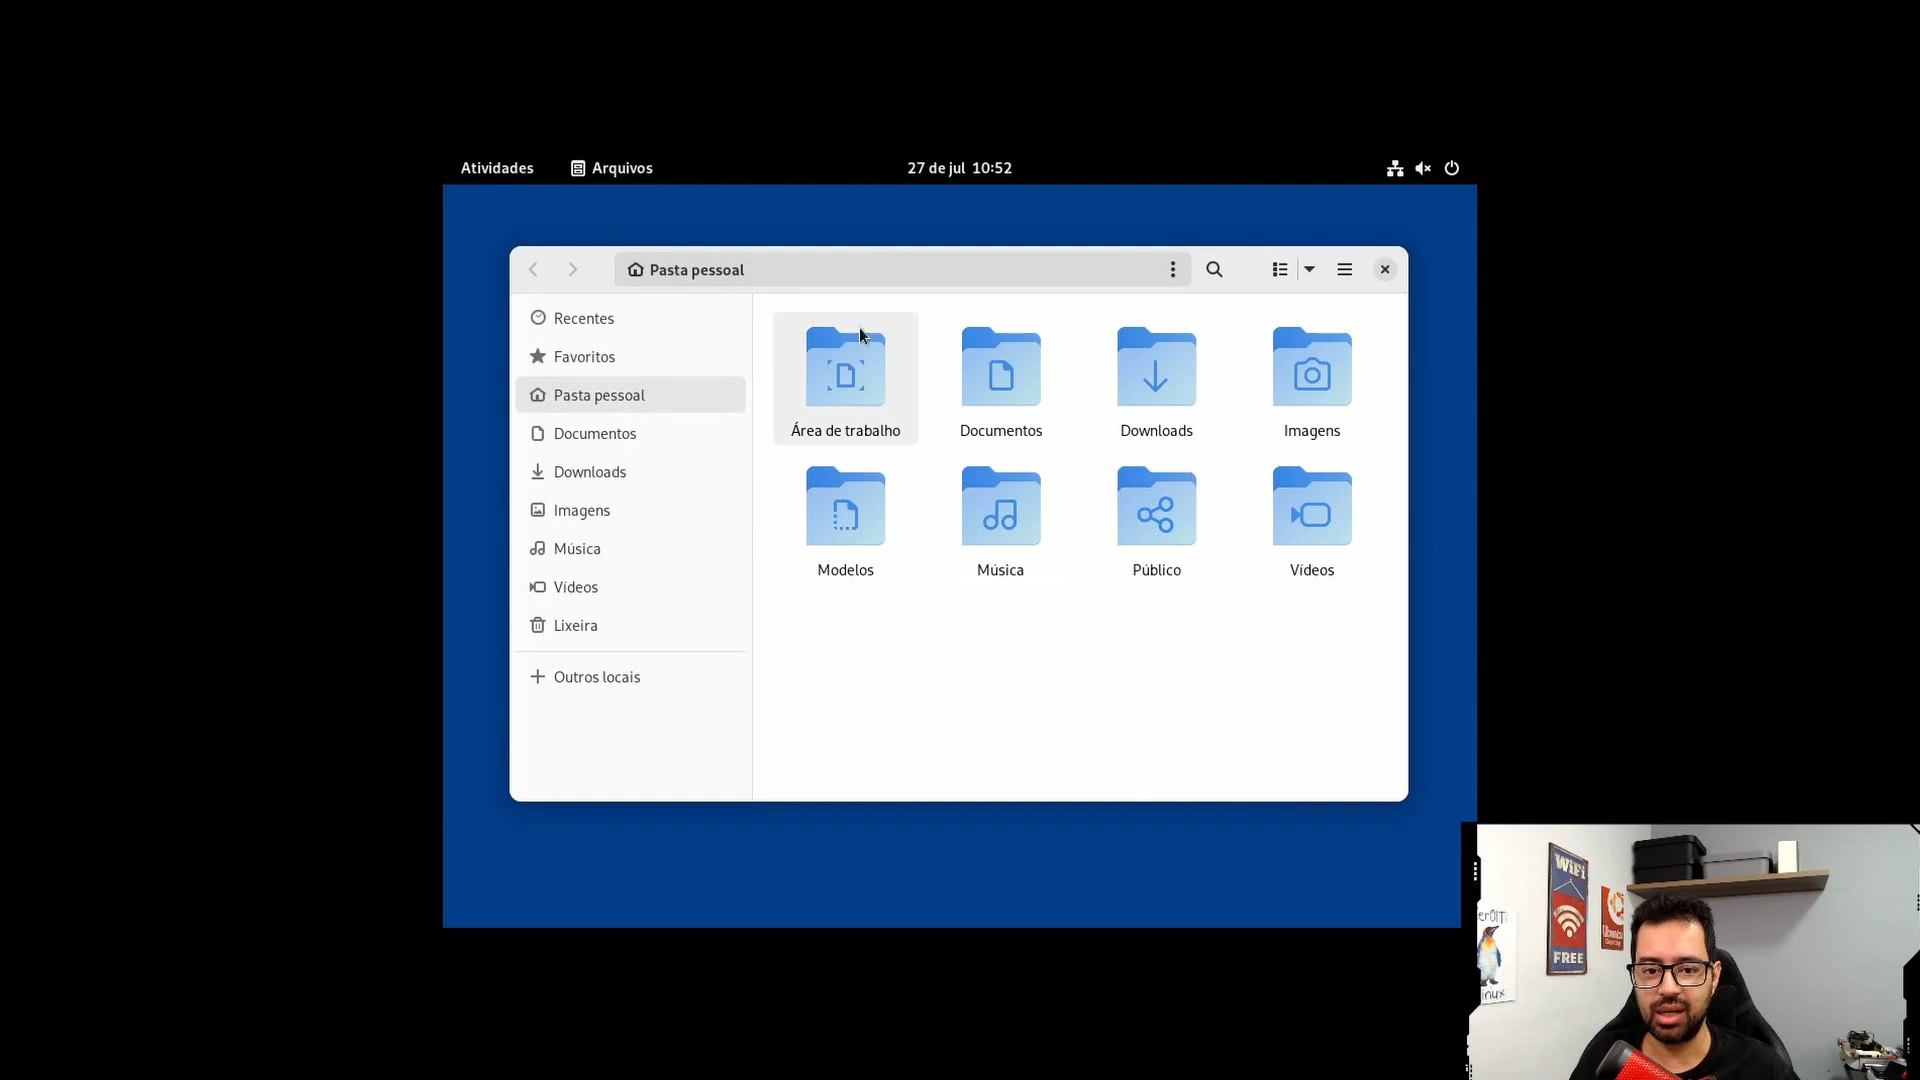 Atividades
Arquivos
27 de jul 10:52
Pasta pessoal
Recentes
Favoritos
Pasta pessoal
Documentos
Downloads
Imagens
Música
Vídeos
Lixeira
Outros locais
Área de trabalho
Documentos
Downloads
Imagens
Modelos
Música
Público
Vídeos
WiFi
FREE